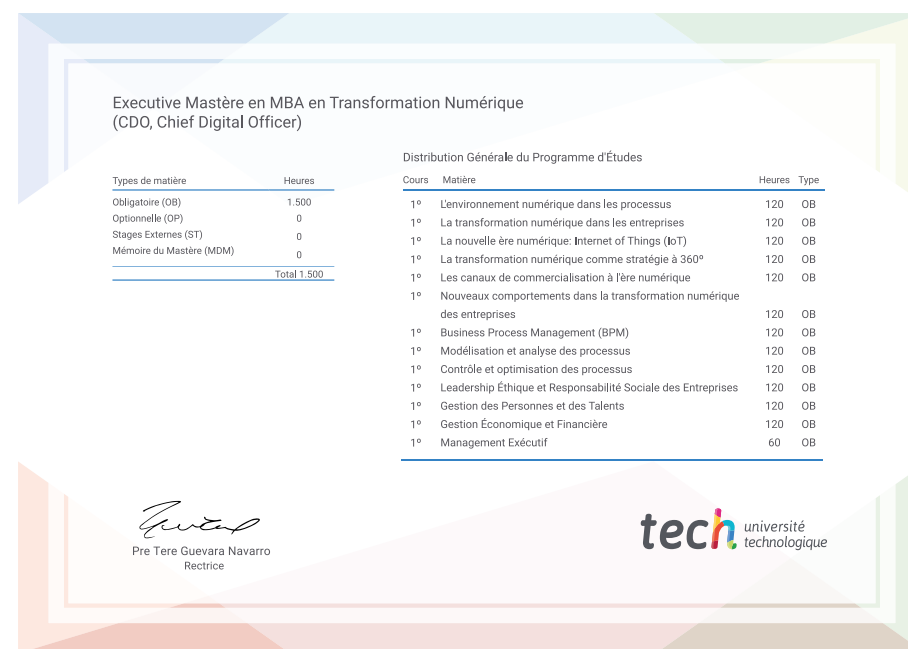 Executive Mastère en MBA en Transformation Numérique
(CDO, Chief Digital Officer)
Types de matière Heures
Obligatoire (OB) 1.500
Optionnelle (OP) 0
Stages Externes (ST) 0
Mémoire du Mastère (MDM) 0
Total 1.500
Distribution Générale du Programme d'Études
Cours Matière Heures Type
1º L'environnement numérique dans les processus 120 OB
1º La transformation numérique dans les entreprises 120 OB
1º La nouvelle ère numérique: Internet of Things (IoT) 120 OB
1º La transformation numérique comme stratégie à 360º 120 OB
1º Les canaux de commercialisation à l'ère numérique 120 OB
1º Nouveaux comportements dans la transformation numérique
des entreprises 120 OB
1º Business Process Management (BPM) 120 OB
1º Modélisation et analyse des processus 120 OB
1º Contrôle et optimisation des processus 120 OB
1º Leadership Éthique et Responsabilité Sociale des Entreprises 120 OB
1º Gestion des Personnes et des Talents 120 OB
1º Gestion Économique et Financière 120 OB
1º Management Exécutif 60 OB
Pre Tere Guevara Navarro
Rectrice
tech université
technologique